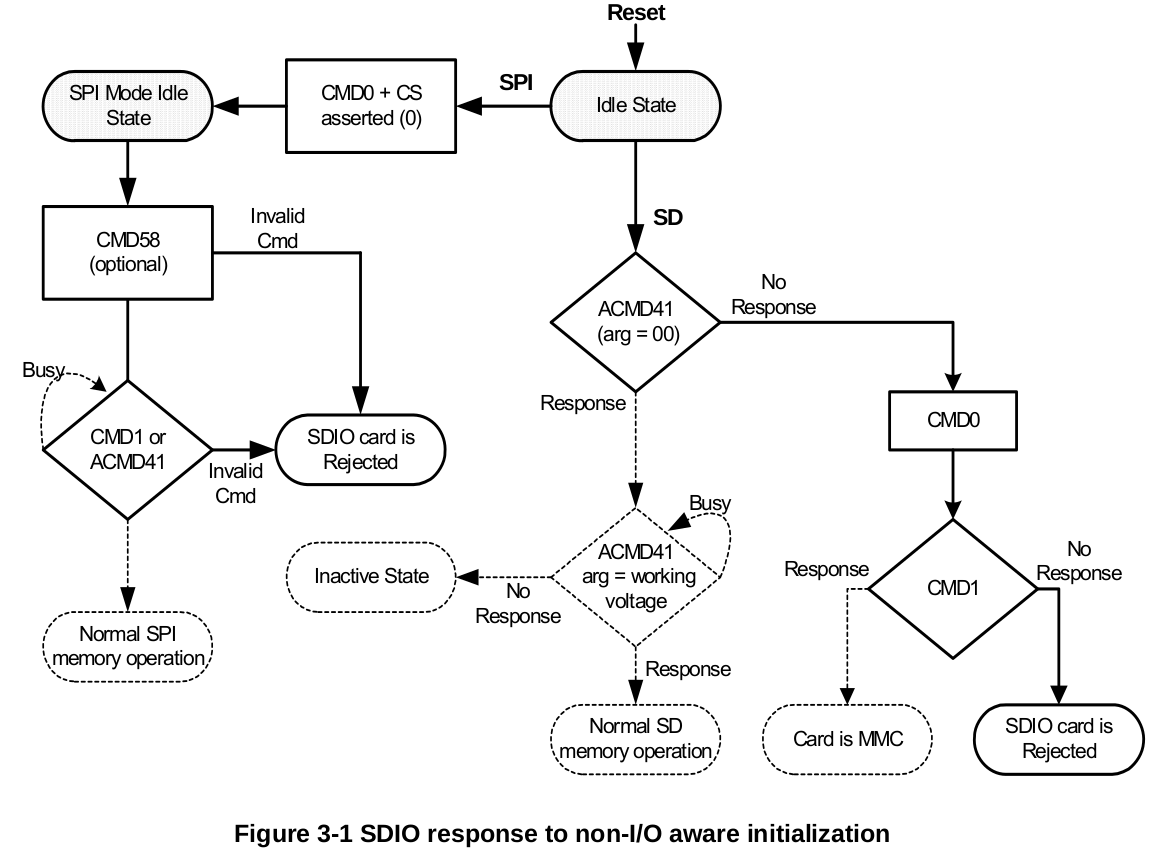 Reset
SPI Mode Idle
State
CMD0 + CS
asserted (0)
SPI
Idle State
CMD58
(optional)
Invalid
Cmd
SD
ACMD41
(arg = 00)
No
Response
Busy
CMD1 or
ACMD41
Invalid
Cmd
SDIO card is
Rejected
Response
CMD0
Busy
ACMD41
arg = working
voltage
Inactive State
No
Response
Response
CMD1
No
Response
Normal SPI
memory operation
Response
Normal SD
memory operation
Card is MMC
SDIO card is
Rejected
Figure 3-1 SDIO response to non-I/O aware initialization